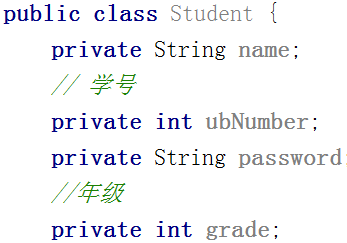 public class Student {
private String name;
// 学号
private int ubNumber;
private String password;
//年级
private int grade;